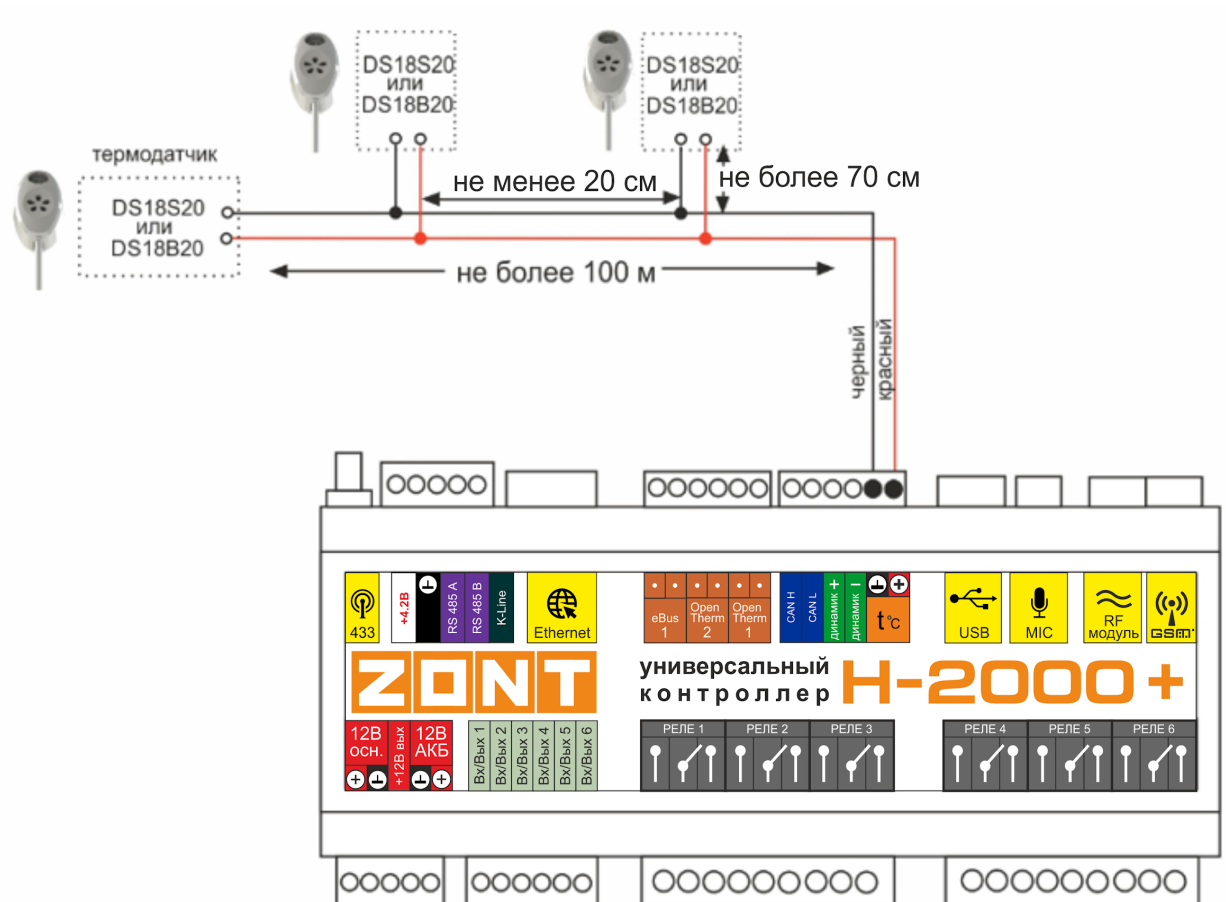 DS18S20
или
DS18B20
DS18S20
или
DS18B20
термодатчик
не менее 20 см
не более 70 см
DS18S20
или
DS18B20
не более 100 м
черный
красный
433
+4.2В
RS 485 A
RS 485 B
K-Line
Ethernet
eBus
1
Open
Therm
2
Open
Therm
1
CAN H
CAN L
динамик +
динамик –
t°c
USB
MIC
RF
модуль
GSM
ZONT
универсальный
контроллер
H-2000+
12В
осн.
+12В вых
12В
АКБ
Вх/Вых 1
Вх/Вых 2
Вх/Вых 3
Вх/Вых 4
Вх/Вых 5
Вх/Вых 6
РЕЛЕ 1
РЕЛЕ 2
РЕЛЕ 3
РЕЛЕ 4
РЕЛЕ 5
РЕЛЕ 6